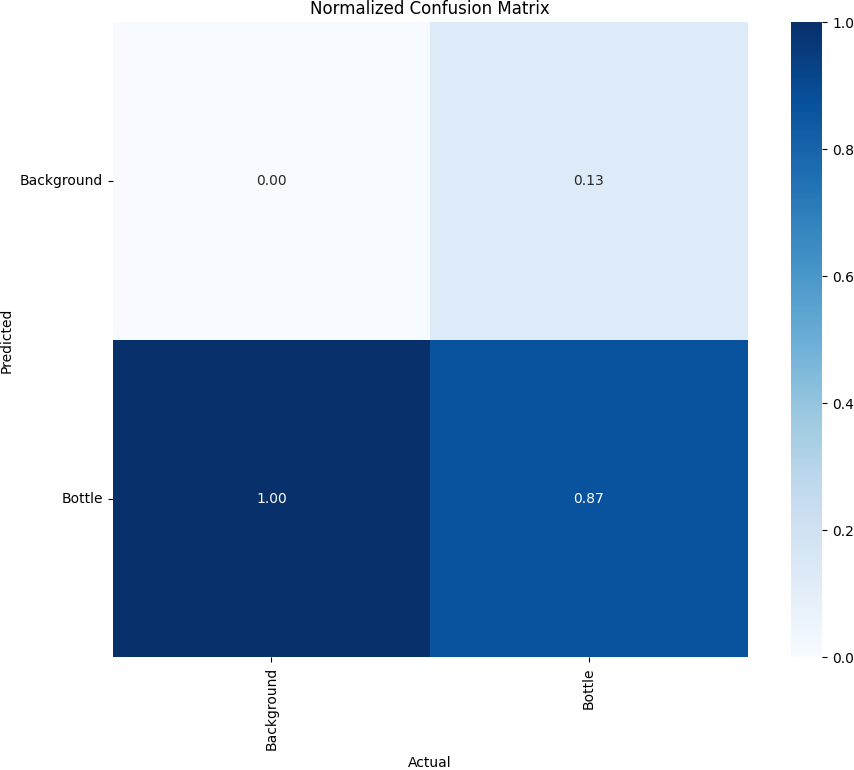 Normalized Confusion Matrix
1.0
0.8
0.6
0.4
0.2
0.0
Predicted
Background
Bottle
0.00
0.13
1.00
0.87
Background
Bottle
Actual